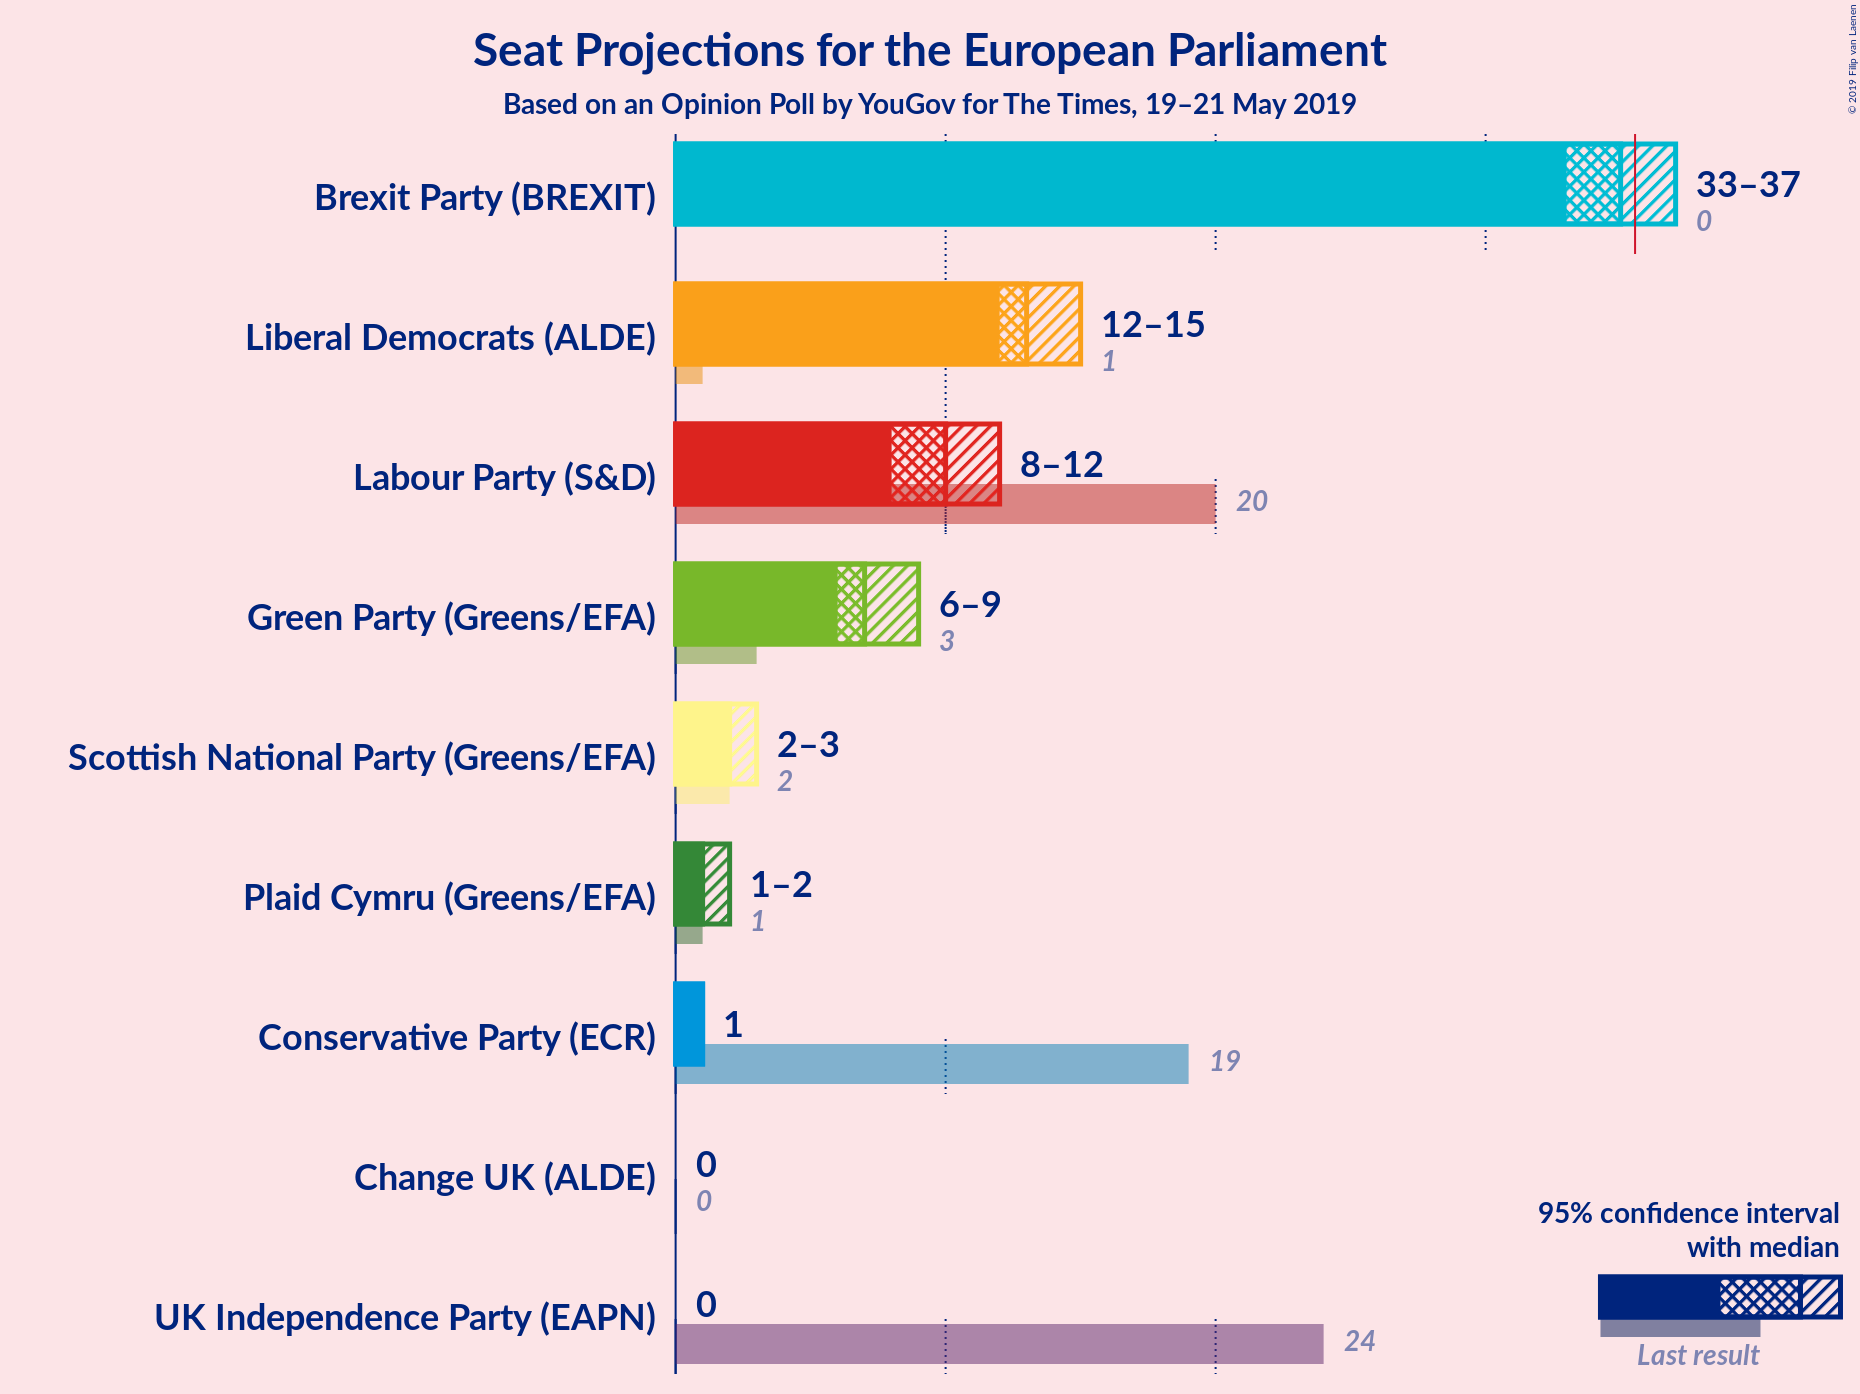 Seat Projections for the European Parliament
Based on an Opinion Poll by YouGov for The Times, 19–21 May 2019
© 2019 Filip van Laenen
Brexit Party (BREXIT)
33–37
0
Liberal Democrats (ALDE)
12–15
1
Labour Party (S&D)
8–12
20
Green Party (Greens/EFA)
6–9
3
Scottish National Party (Greens/EFA)
2–3
2
Plaid Cymru (Greens/EFA)
1–2
1
Conservative Party (ECR)
1
19
Change UK (ALDE)
0
0
UK Independence Party (EAPN)
0
24
95% confidence interval
with median
Last result